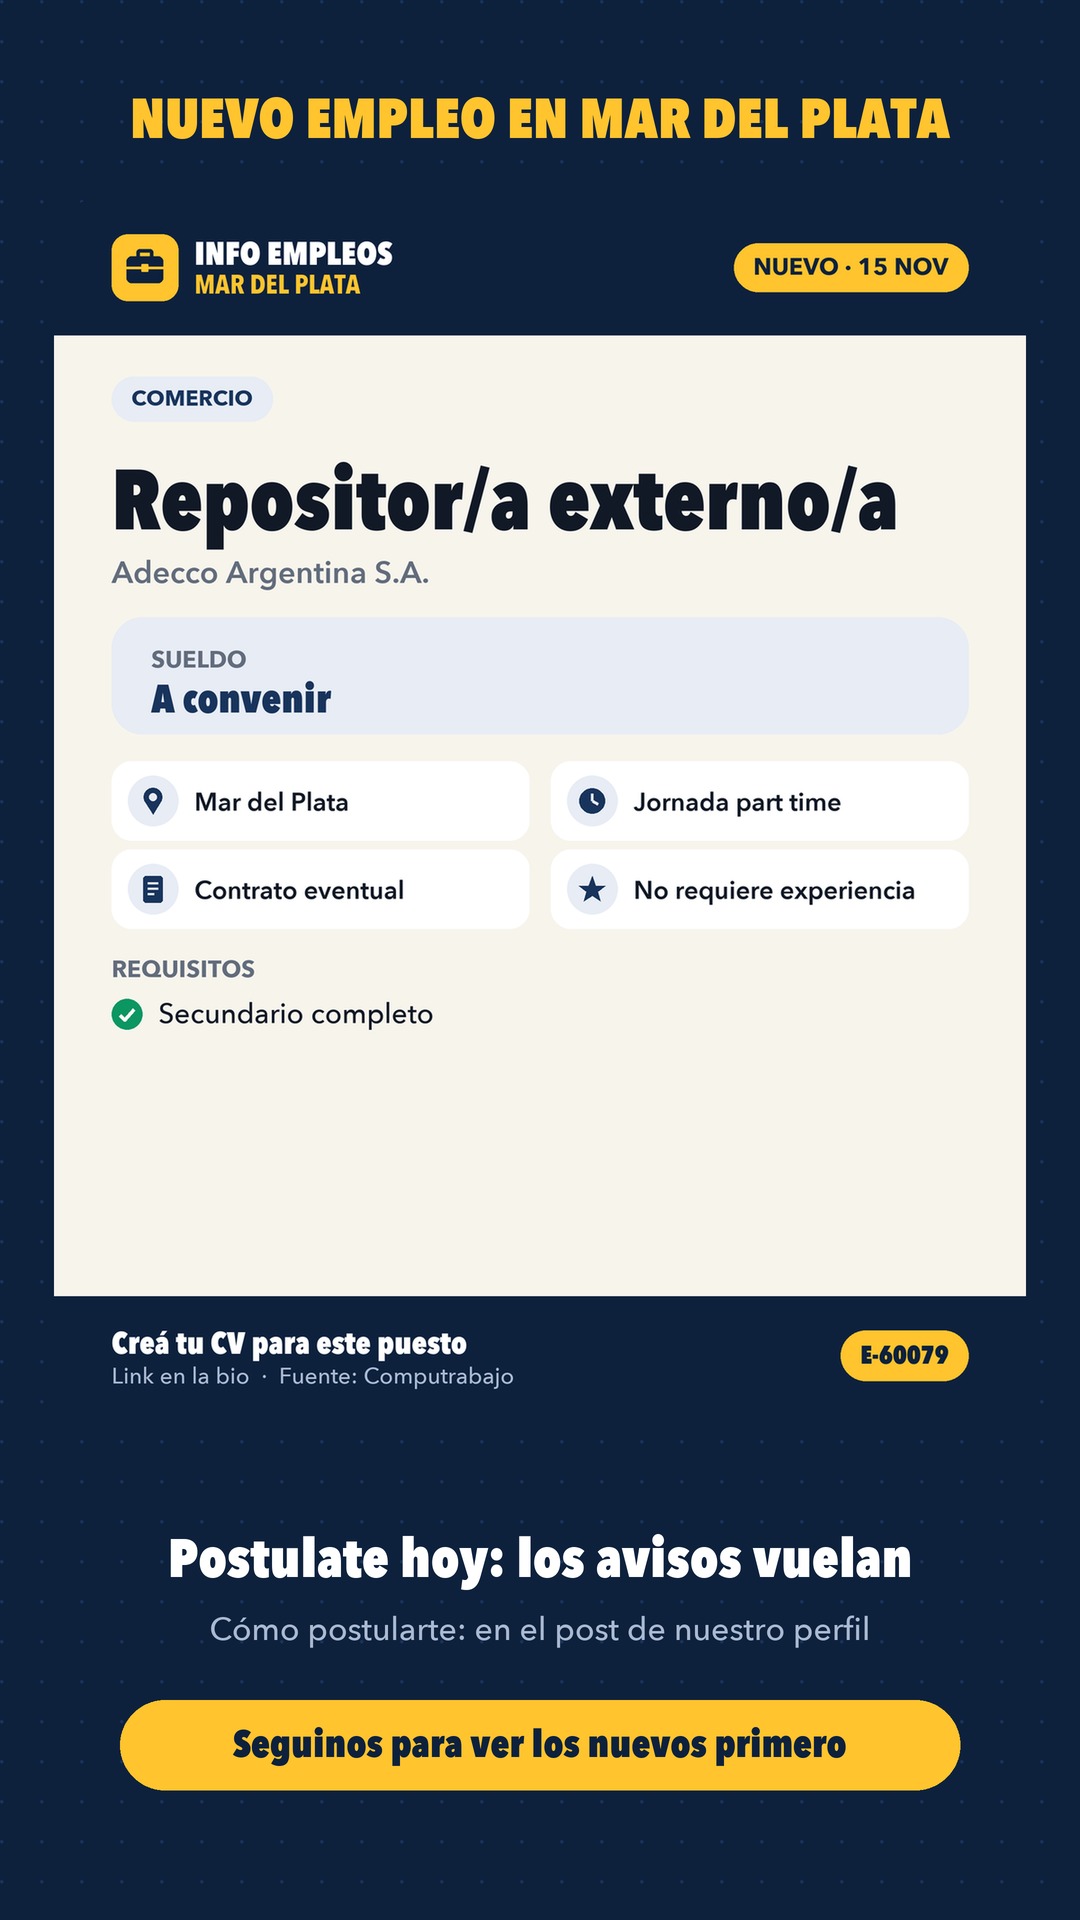 NUEVO EMPLEO EN MAR DEL PLATA
INFO EMPLEOS
MAR DEL PLATA
NUEVO · 15 NOV
COMERCIO
Repositor/a externo/a
Adecco Argentina S.A.
SUELDO
A convenir
Mar del Plata
Jornada part time
Contrato eventual
No requiere experiencia
REQUISITOS
Secundario completo
Creá tu CV para este puesto
Link en la bio · Fuente: Computrabajo
E-60079
Postulate hoy: los avisos vuelan
Cómo postularte: en el post de nuestro perfil
Seguinos para ver los nuevos primero